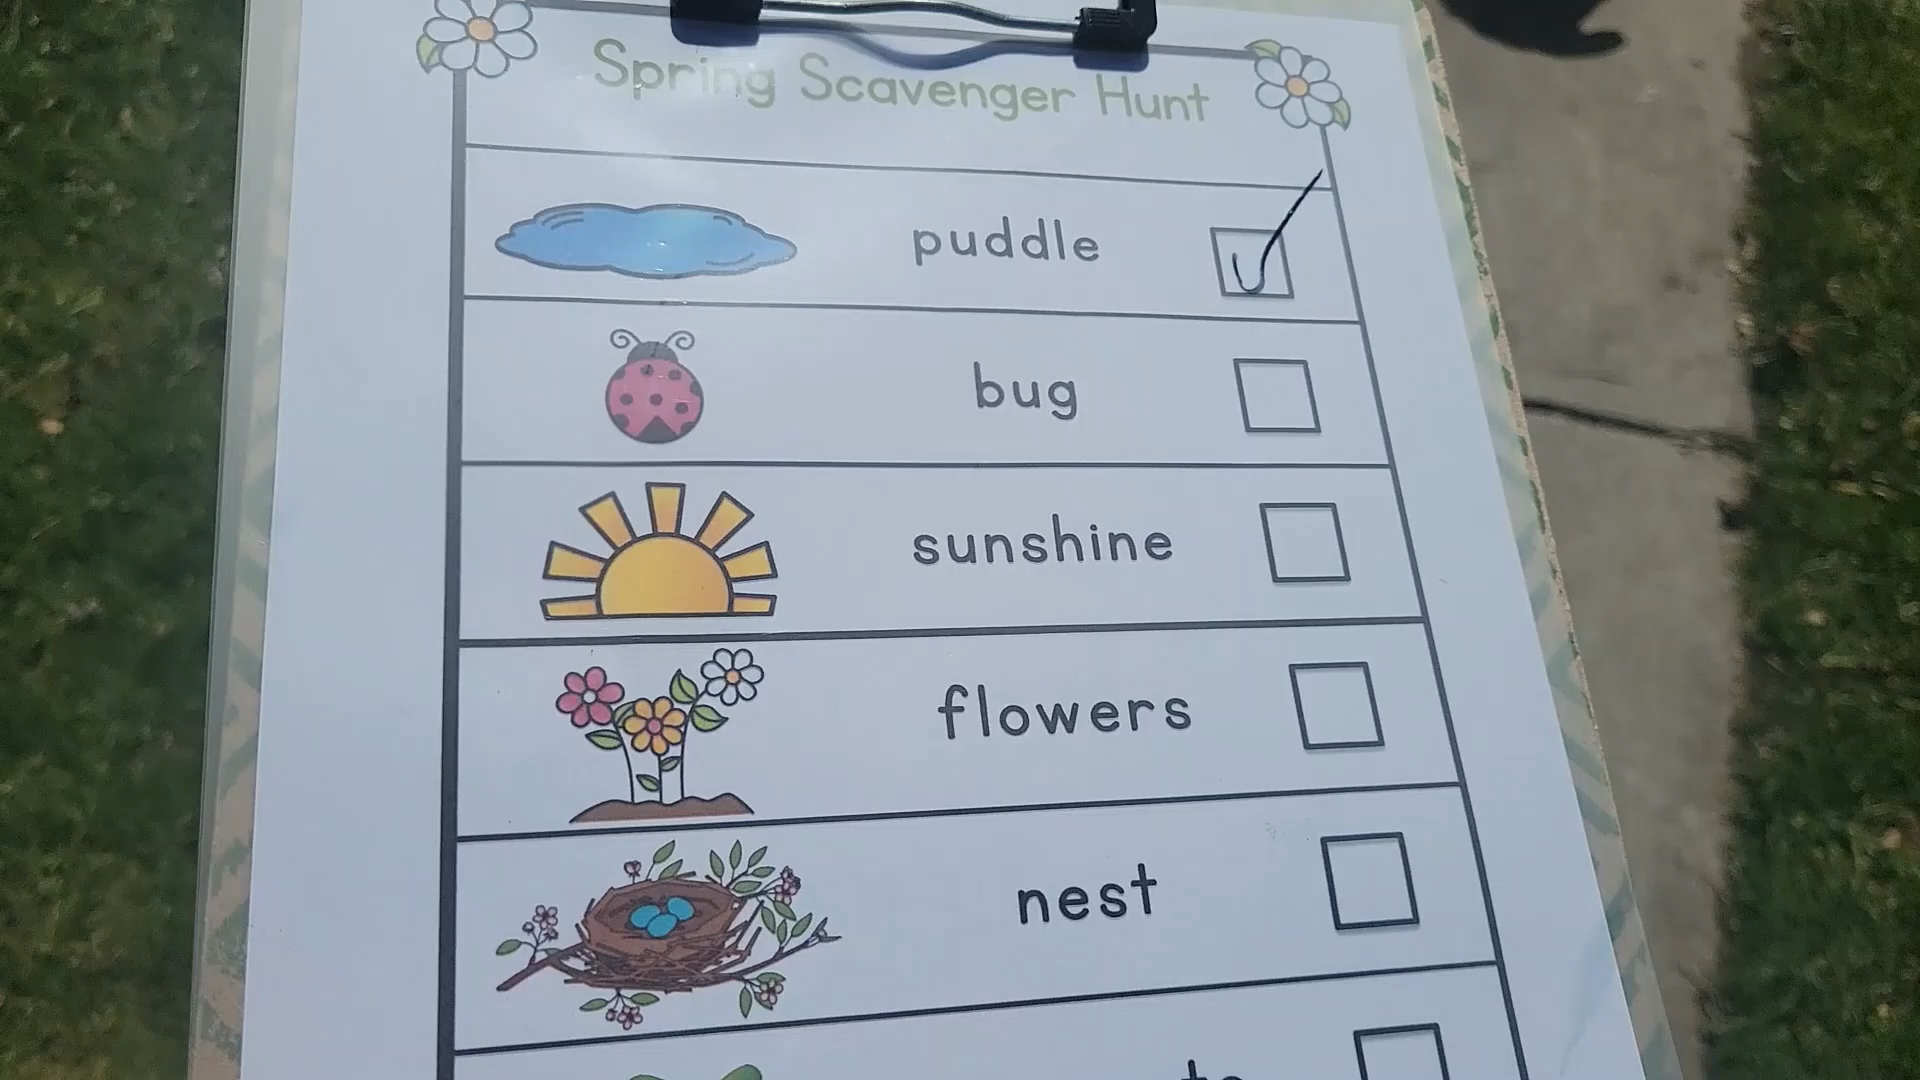 Spring Scavenger Hunt
puddle
bug
sunshine
flowers
nest